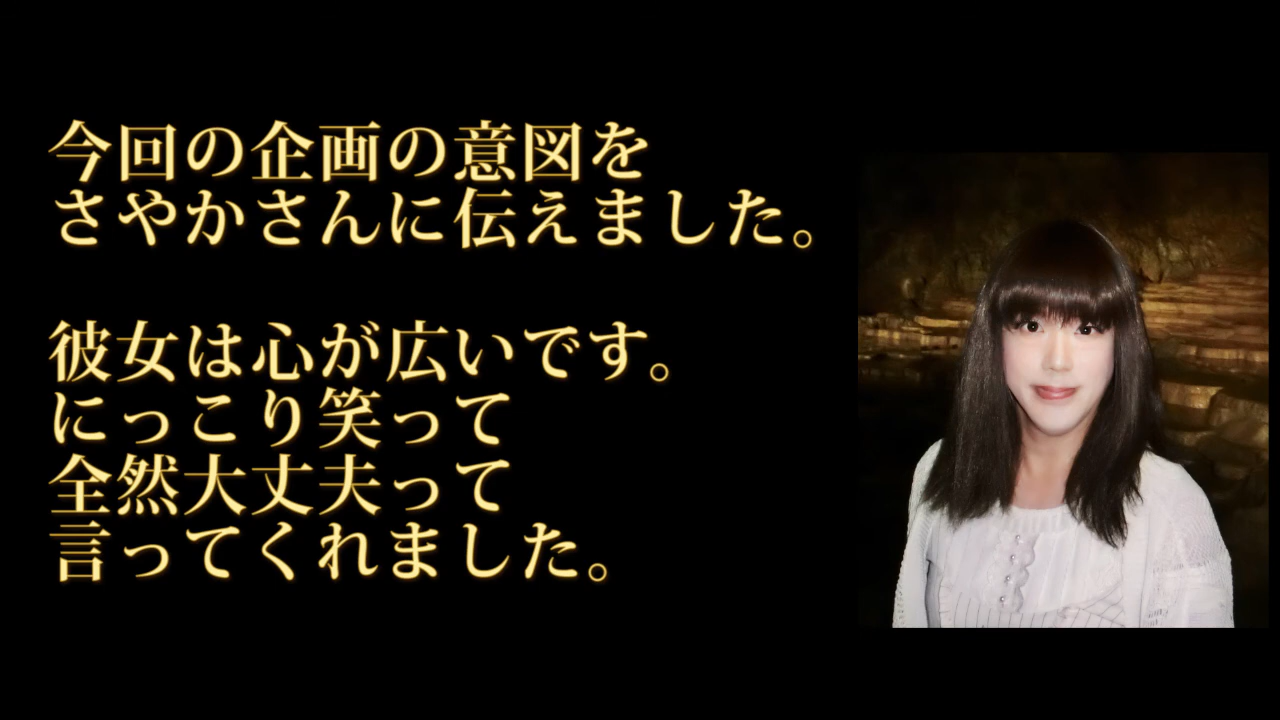 今回の企画の意図を
さやかさんに伝えました。
彼女は心が広いです。
にっこり笑って
全然大丈夫って
言ってくれました。